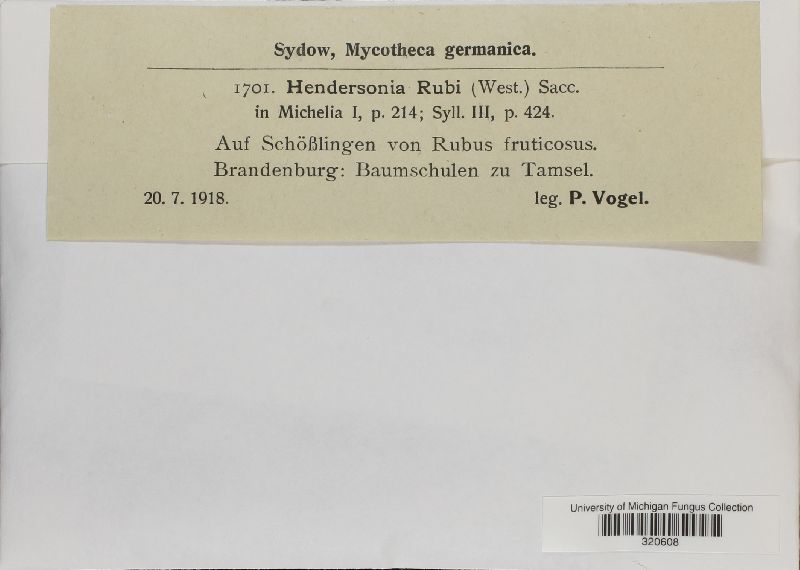 Sydow, Mycotheca germanica.
1701. Hendersonia Rubi (West.) Sacc.
in Michelia I, p. 214; Syll. III, p. 424.
Auf Schößlingen von Rubus fruticosus.
Brandenburg: Baumschulen zu Tamsel.
20. 7. 1918. leg. P. Vogel.
University of Michigan Fungus Collection
320608